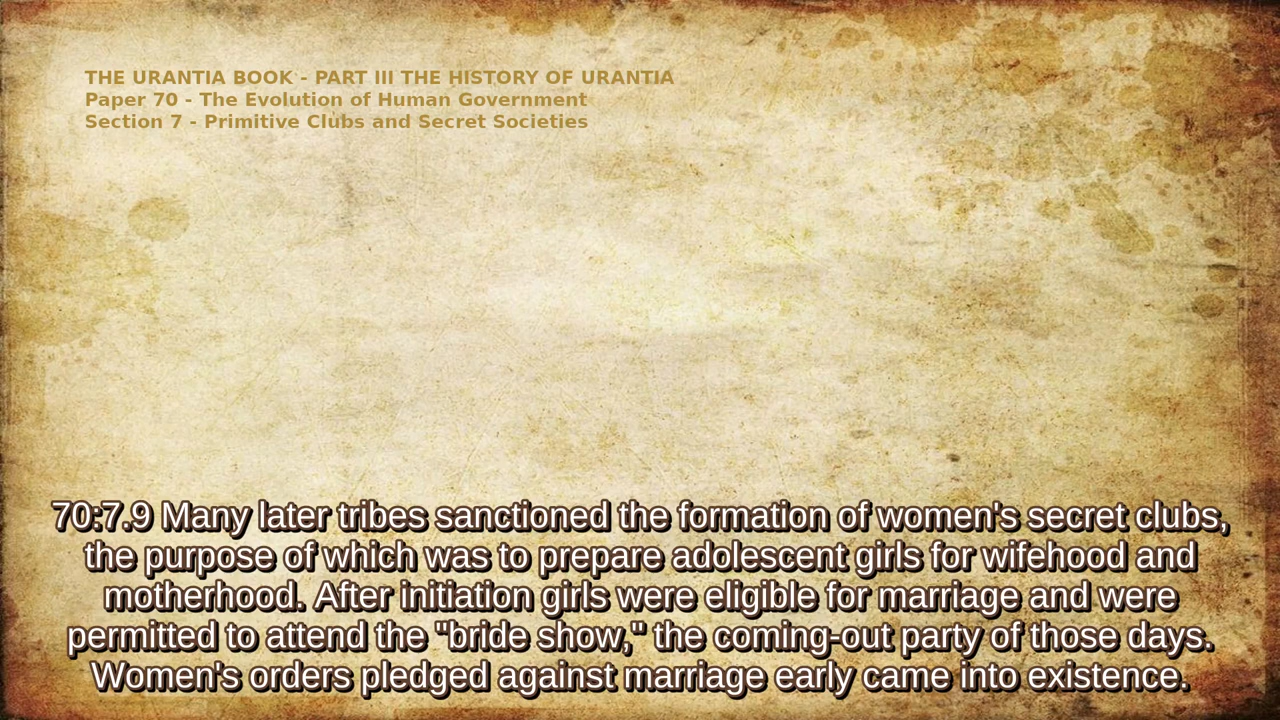 THE URANTIA BOOK - PART III THE HISTORY OF URANTIA
Paper 70 - The Evolution of Human Government
Section 7 - Primitive Clubs and Secret Societies
70:7.9 Many later tribes sanctioned the formation of women's secret clubs,
the purpose of which was to prepare adolescent girls for wifehood and
motherhood. After initiation girls were eligible for marriage and were
permitted to attend the "bride show," the coming-out party of those days.
Women's orders pledged against marriage early came into existence.